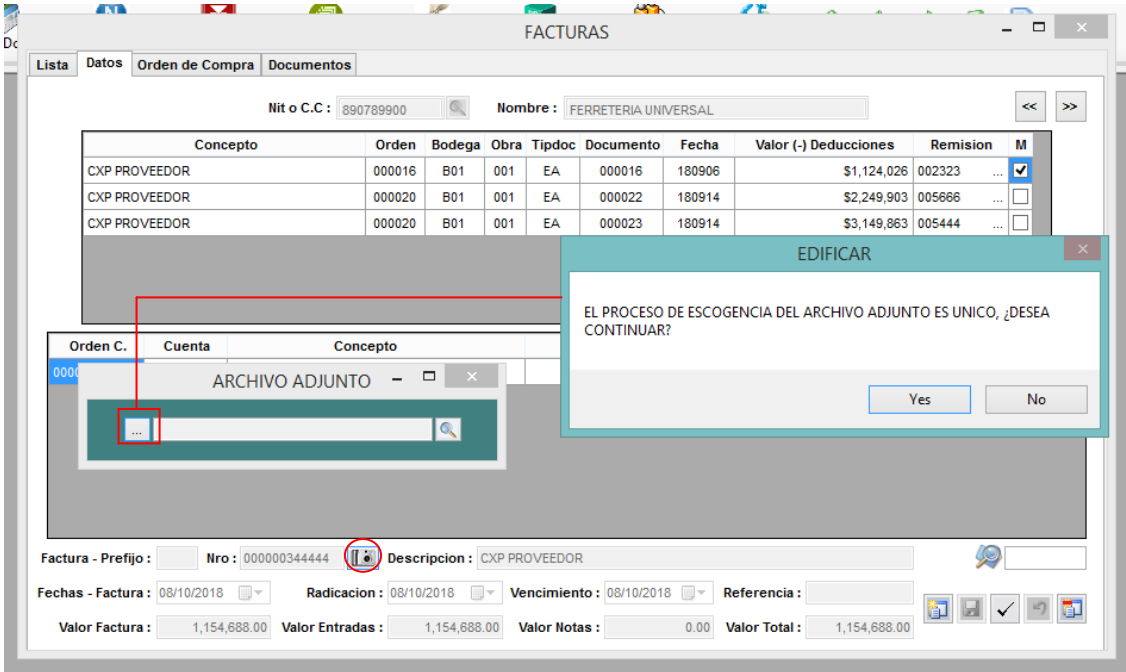 FACTURAS
Do
Lista Datos Orden de Compra Documentos
Nit o C.C : 890789900 Nombre : FERRETERIA UNIVERSAL << >>
Concepto Orden Bodega Obra Tipdoc Documento Fecha Valor (-) Deducciones Remision M
CXP PROVEEDOR 000016 B01 001 EA 000016 180906 $1,124,026 002323 ...
CXP PROVEEDOR 000020 B01 001 EA 000022 180914 $2,249,903 005666 ...
CXP PROVEEDOR 000020 B01 001 EA 000023 180914 $3,149,863 005444 ...
EDIFICAR
EL PROCESO DE ESCOGENCIA DEL ARCHIVO ADJUNTO ES UNICO, ¿DESEA
CONTINUAR?
Yes No
Orden C. Cuenta Concepto
ARCHIVO ADJUNTO
...
Factura - Prefijo : Nro : 000000344444 Descripcion : CXP PROVEEDOR
Fechas - Factura : 08/10/2018 Radicacion : 08/10/2018 Vencimiento : 08/10/2018 Referencia :
Valor Factura : 1,154,688.00 Valor Entradas : 1,154,688.00 Valor Notas : 0.00 Valor Total : 1,154,688.00